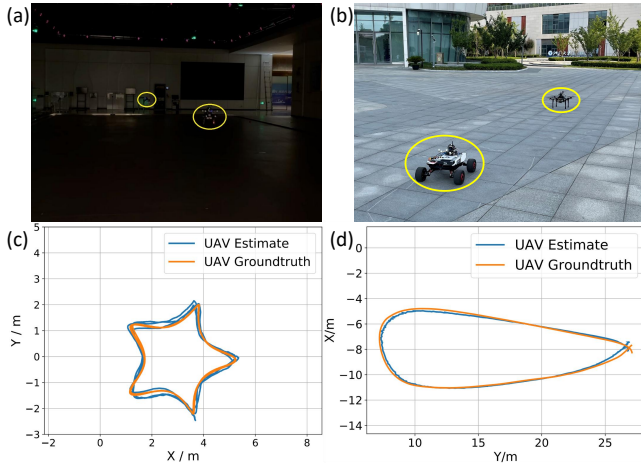 (a)
(b)
(c)
5
4
3
2
1
0
−1
−2
−3
Y / m
UAV Estimate
UAV Groundtruth
−2
0
2
4
6
8
X / m
(d)
0
−2
−4
−6
−8
−10
−12
−14
X/m
UAV Estimate
UAV Groundtruth
10
15
20
25
Y/m